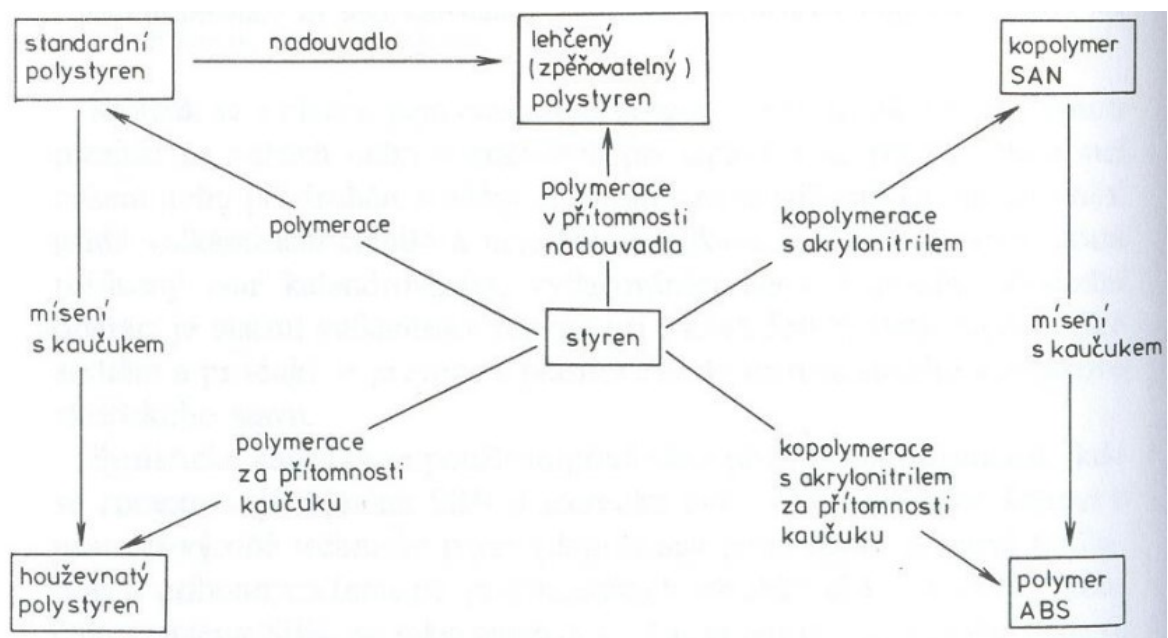 standardní
polystyren
nadouvadlo
lehčený
(zpěňovatelný)
polystyren
kopolymer
SAN
polymerace
polymerace
v přítomnosti
nadouvadla
kopolymerace
s akrylonitrilem
mísení
s kaučukem
styren
mísení
s kaučukem
polymerace
za přítomnosti
kaučuku
kopolymerace
s akrylonitrilem
za přítomnosti
kaučuku
houževnatý
polystyren
polymer
ABS